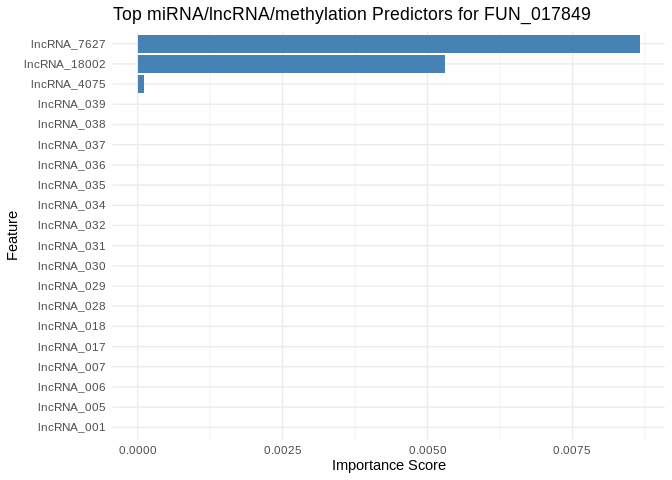 Top miRNA/lncRNA/methylation Predictors for FUN_017849
lncRNA_7627
lncRNA_18002
lncRNA_4075
lncRNA_039
lncRNA_038
lncRNA_037
lncRNA_036
lncRNA_035
lncRNA_034
lncRNA_032
lncRNA_031
lncRNA_030
lncRNA_029
lncRNA_028
lncRNA_018
lncRNA_017
lncRNA_007
lncRNA_006
lncRNA_005
lncRNA_001
Feature
0.0000 0.0025 0.0050 0.0075
Importance Score